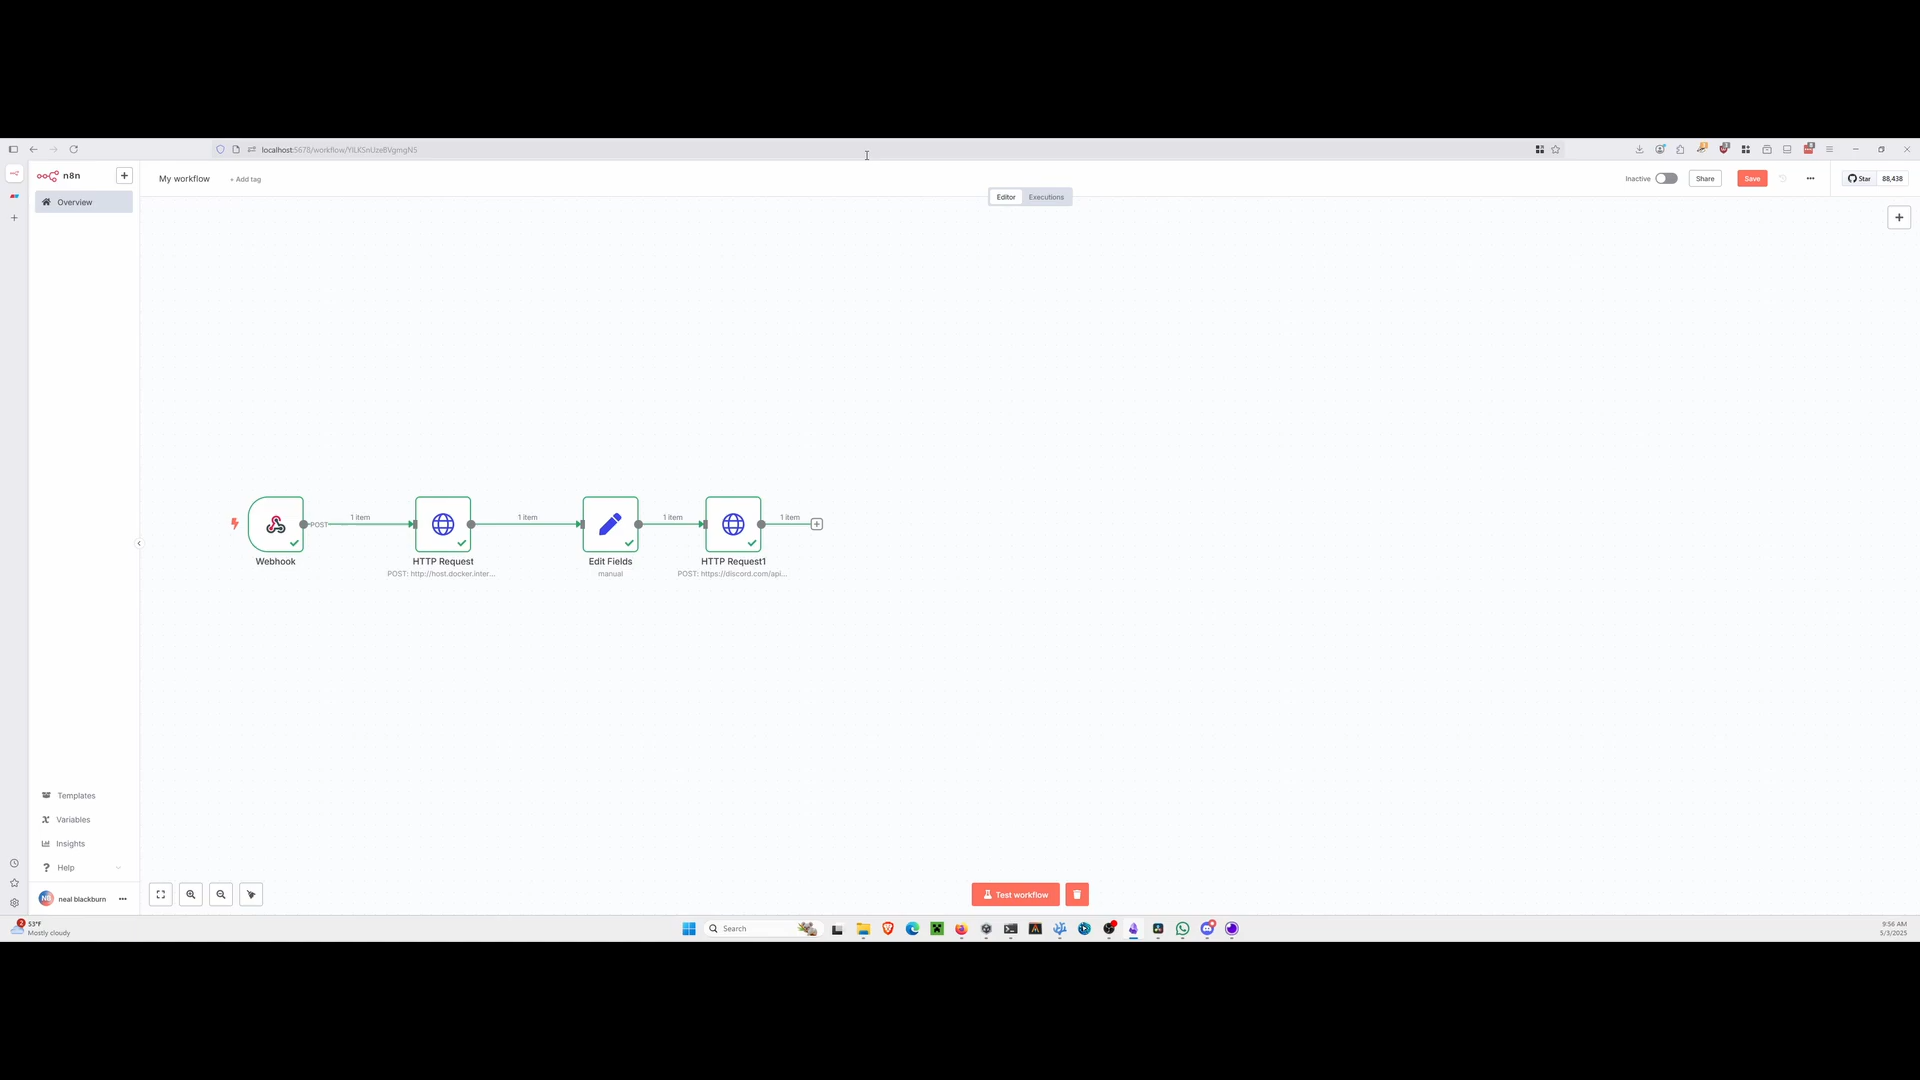 localhost:5678/workflow/YILKSnUze8VgmgN5
n8n
My workflow
+ Add tag
Inactive
Share
Save
Star
88,438
Overview
Editor
Executions
1 item
1 item
1 item
1 item
POST
Webhook
HTTP Request
Edit Fields
HTTP Request1
POST: http://host.docker.inter...
manual
POST: https://discord.com/api...
Templates
Variables
Insights
Help
NB
neal blackburn
Test workflow
2
53°F
Mostly cloudy
Search
9:56 AM
5/3/2025